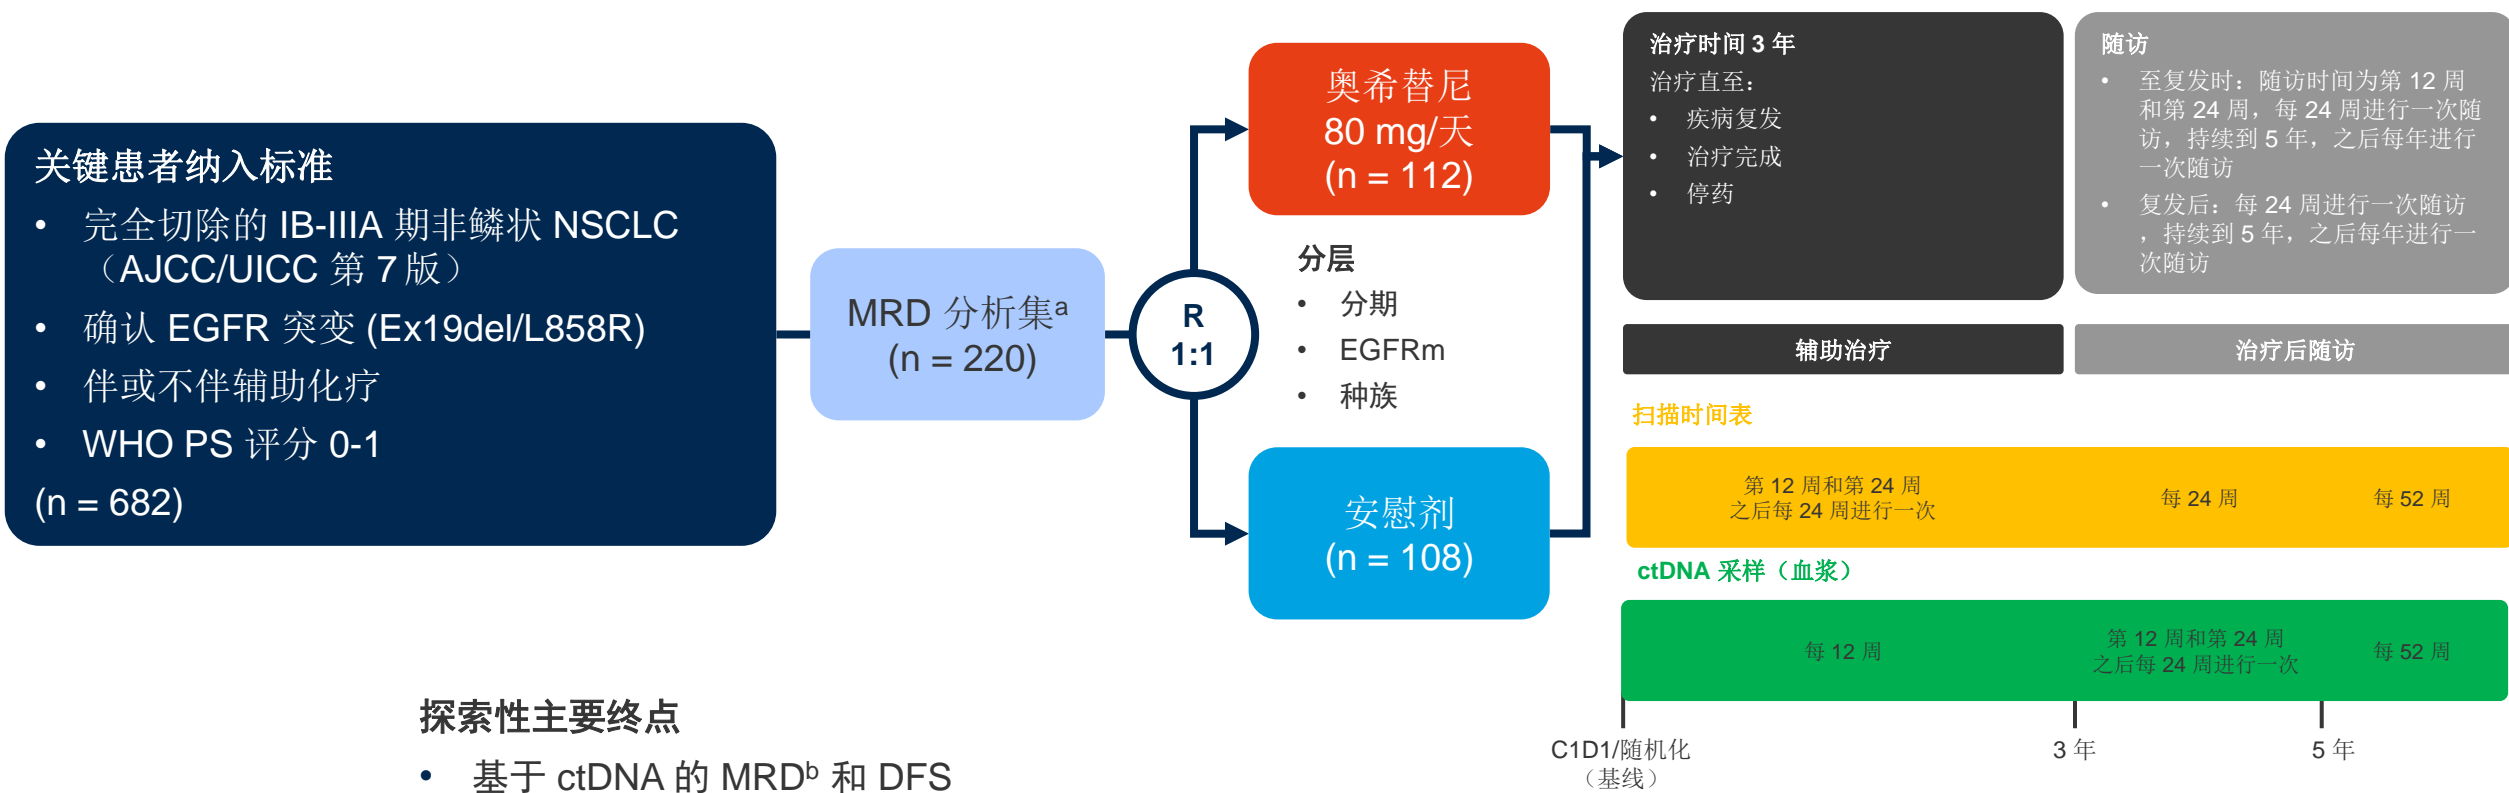 关键患者纳入标准
• 完全切除的 IB-IIIA 期非鳞状 NSCLC
（AJCC/UICC 第 7 版）
• 确认 EGFR 突变 (Ex19del/L858R)
• 伴或不伴辅助化疗
• WHO PS 评分 0-1
(n = 682)
MRD 分析集a
(n = 220)
R
1:1
奥希替尼
80 mg/天
(n = 112)
分层
• 分期
• EGFRm
• 种族
安慰剂
(n = 108)
治疗时间 3 年
治疗直至：
• 疾病复发
• 治疗完成
• 停药
随访
• 至复发时：随访时间为第 12 周
和第 24 周，每 24 周进行一次随
访，持续到 5 年，之后每年进行
一次随访
• 复发后：每 24 周进行一次随访
，持续到 5 年，之后每年进行一
次随访
辅助治疗
治疗后随访
扫描时间表
第 12 周和第 24 周
之后每 24 周进行一次
每 24 周
每 52 周
ctDNA 采样（血浆）
每 12 周
第 12 周和第 24 周
之后每 24 周进行一次
每 52 周
C1D1/随机化
（基线）
3 年
5 年
探索性主要终点
• 基于 ctDNA 的 MRDb 和 DFS